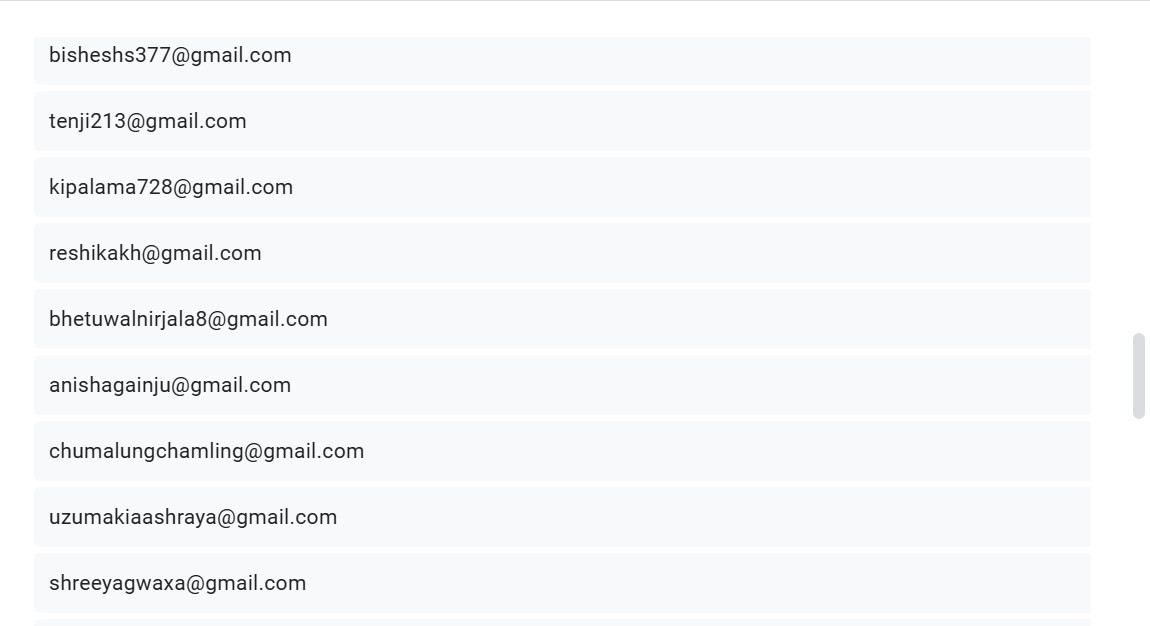 bisheshs377@gmail.com
tenji213@gmail.com
kipalama728@gmail.com
reshikakh@gmail.com
bhetuwalnirjala8@gmail.com
anishagainju@gmail.com
chumalungchamling@gmail.com
uzumakiaashraya@gmail.com
shreeyagwaxa@gmail.com